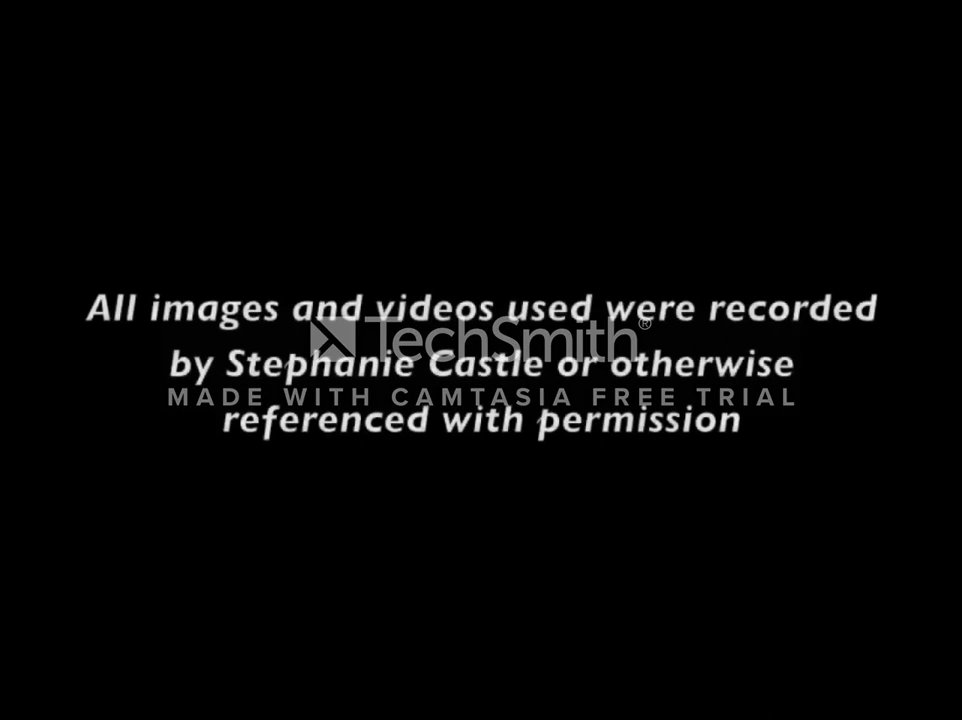 All images and videos used were recorded
TechSmith®
by Stephanie Castle or otherwise
MADE WITH CAMTASIA FREE TRIAL
referenced with permission